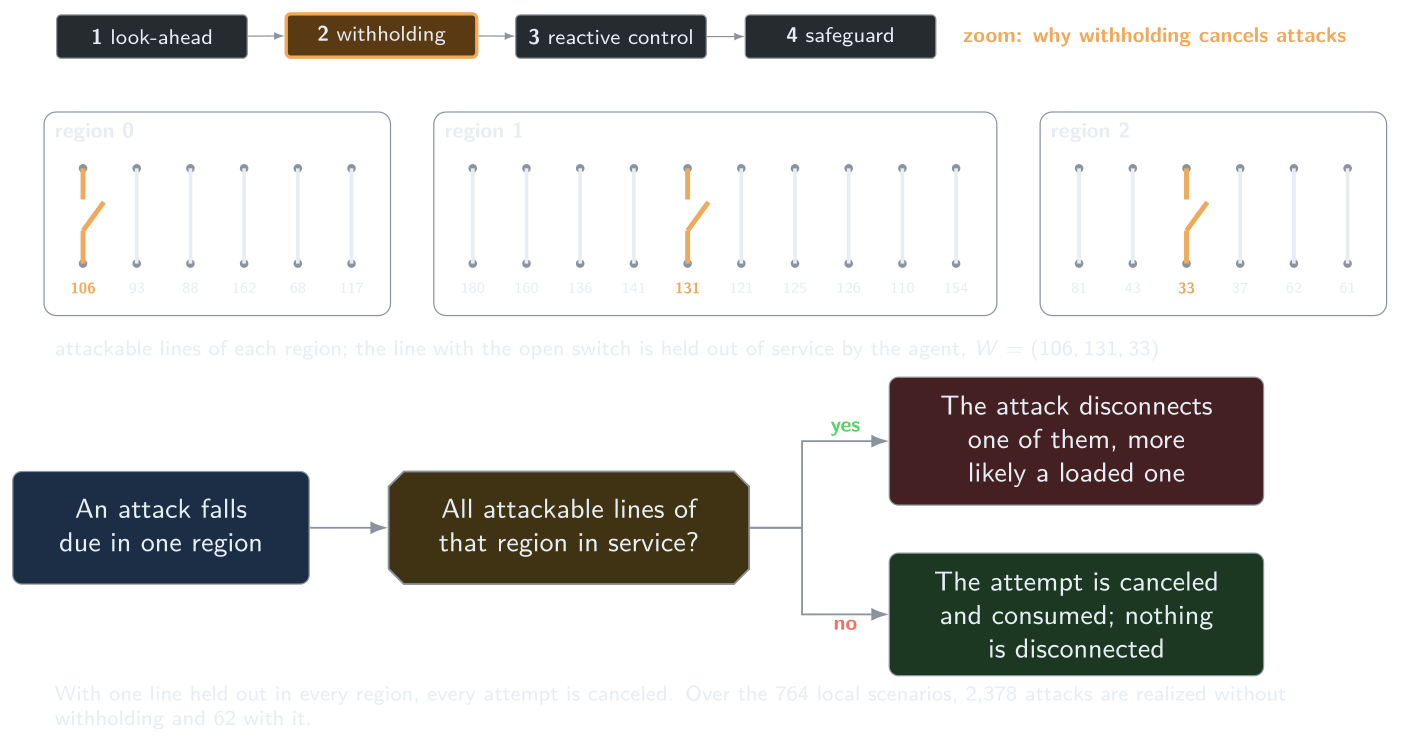 1 look-ahead
2 withholding
3 reactive control
4 safeguard
zoom: why withholding cancels attacks
region 0
106 93 88 162 68 117
region 1
180 160 136 141 131 121 125 126 110 154
region 2
81 43 33 37 62 61
attackable lines of each region; the line with the open switch is held out of service by the agent, W = (106, 131, 33)
An attack falls
due in one region
All attackable lines of
that region in service?
yes
The attack disconnects
one of them, more
likely a loaded one
no
The attempt is canceled
and consumed; nothing
is disconnected
With one line held out in every region, every attempt is canceled. Over the 764 local scenarios, 2,378 attacks are realized without
withholding and 62 with it.